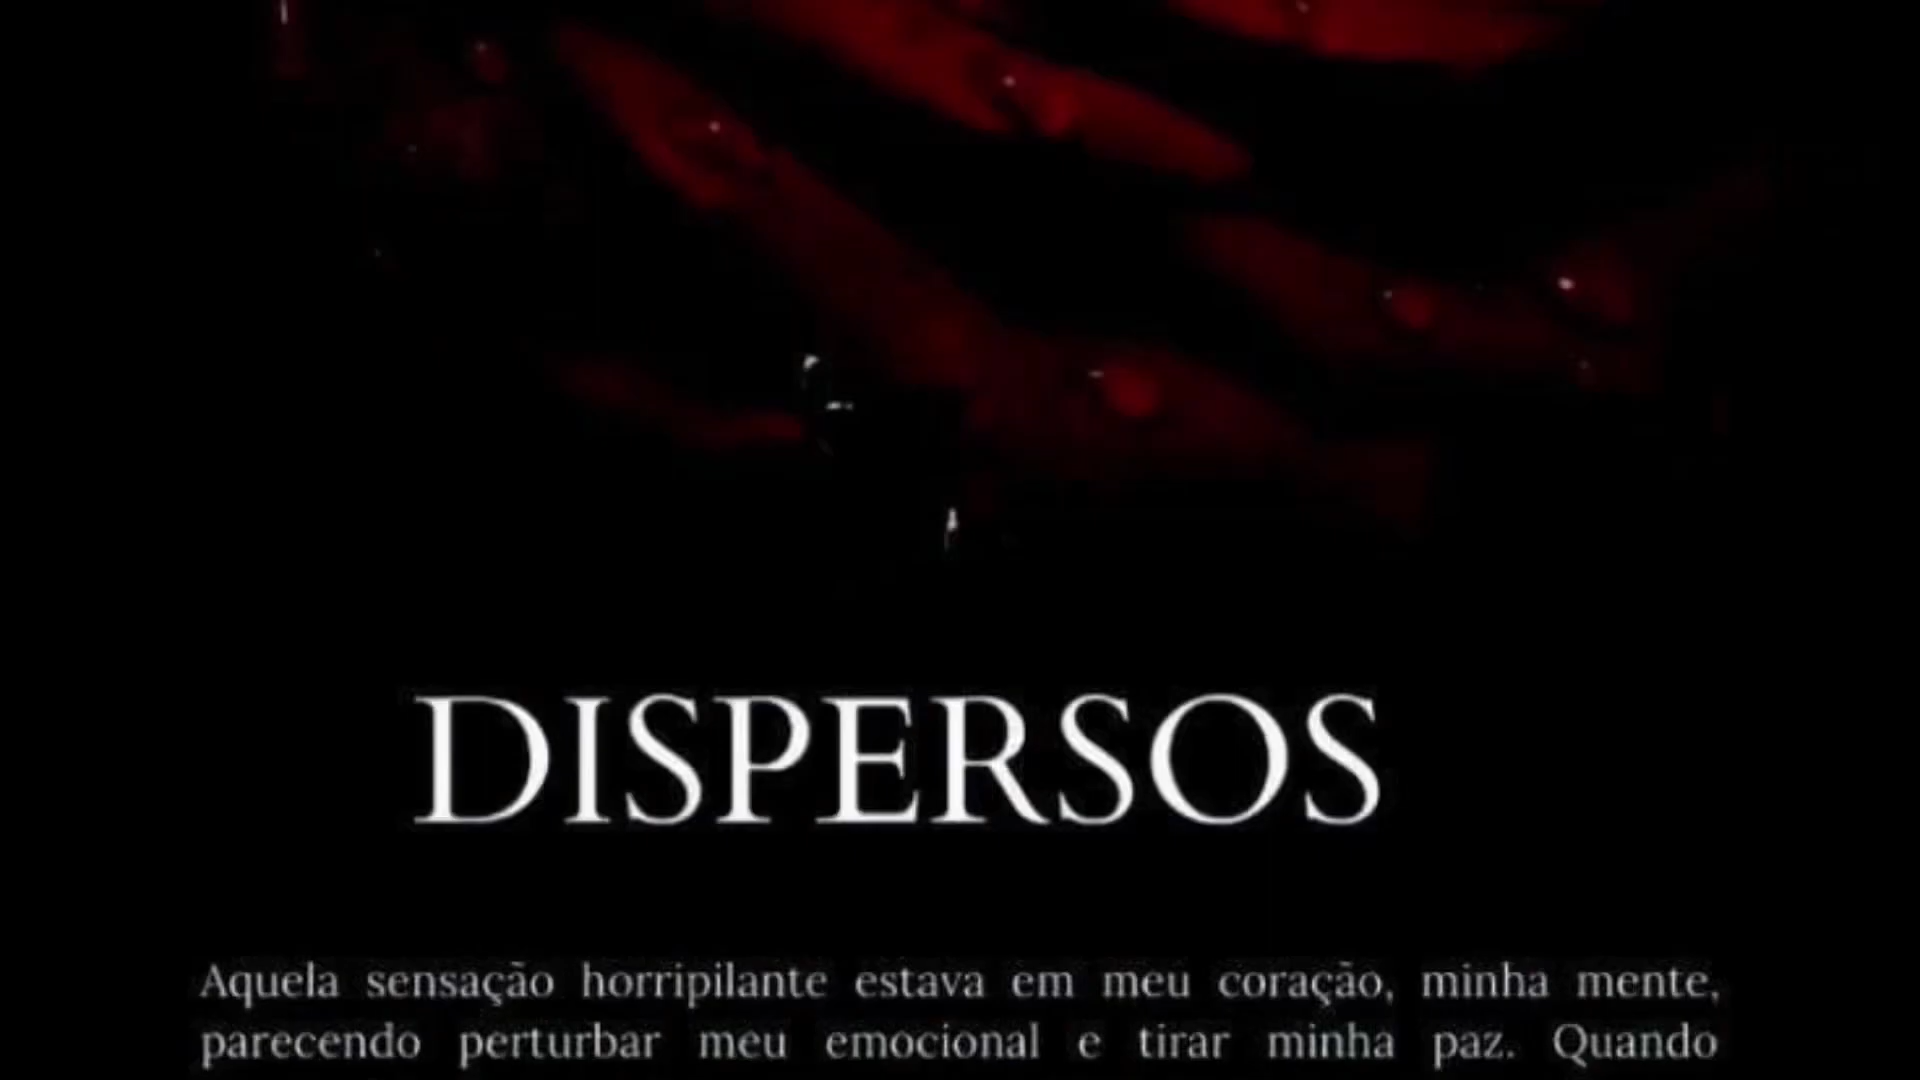 DISPERSOS
Aquela sensação horripilante estava em meu coração, minha mente,
parecendo perturbar meu emocional e tirar minha paz. Quando